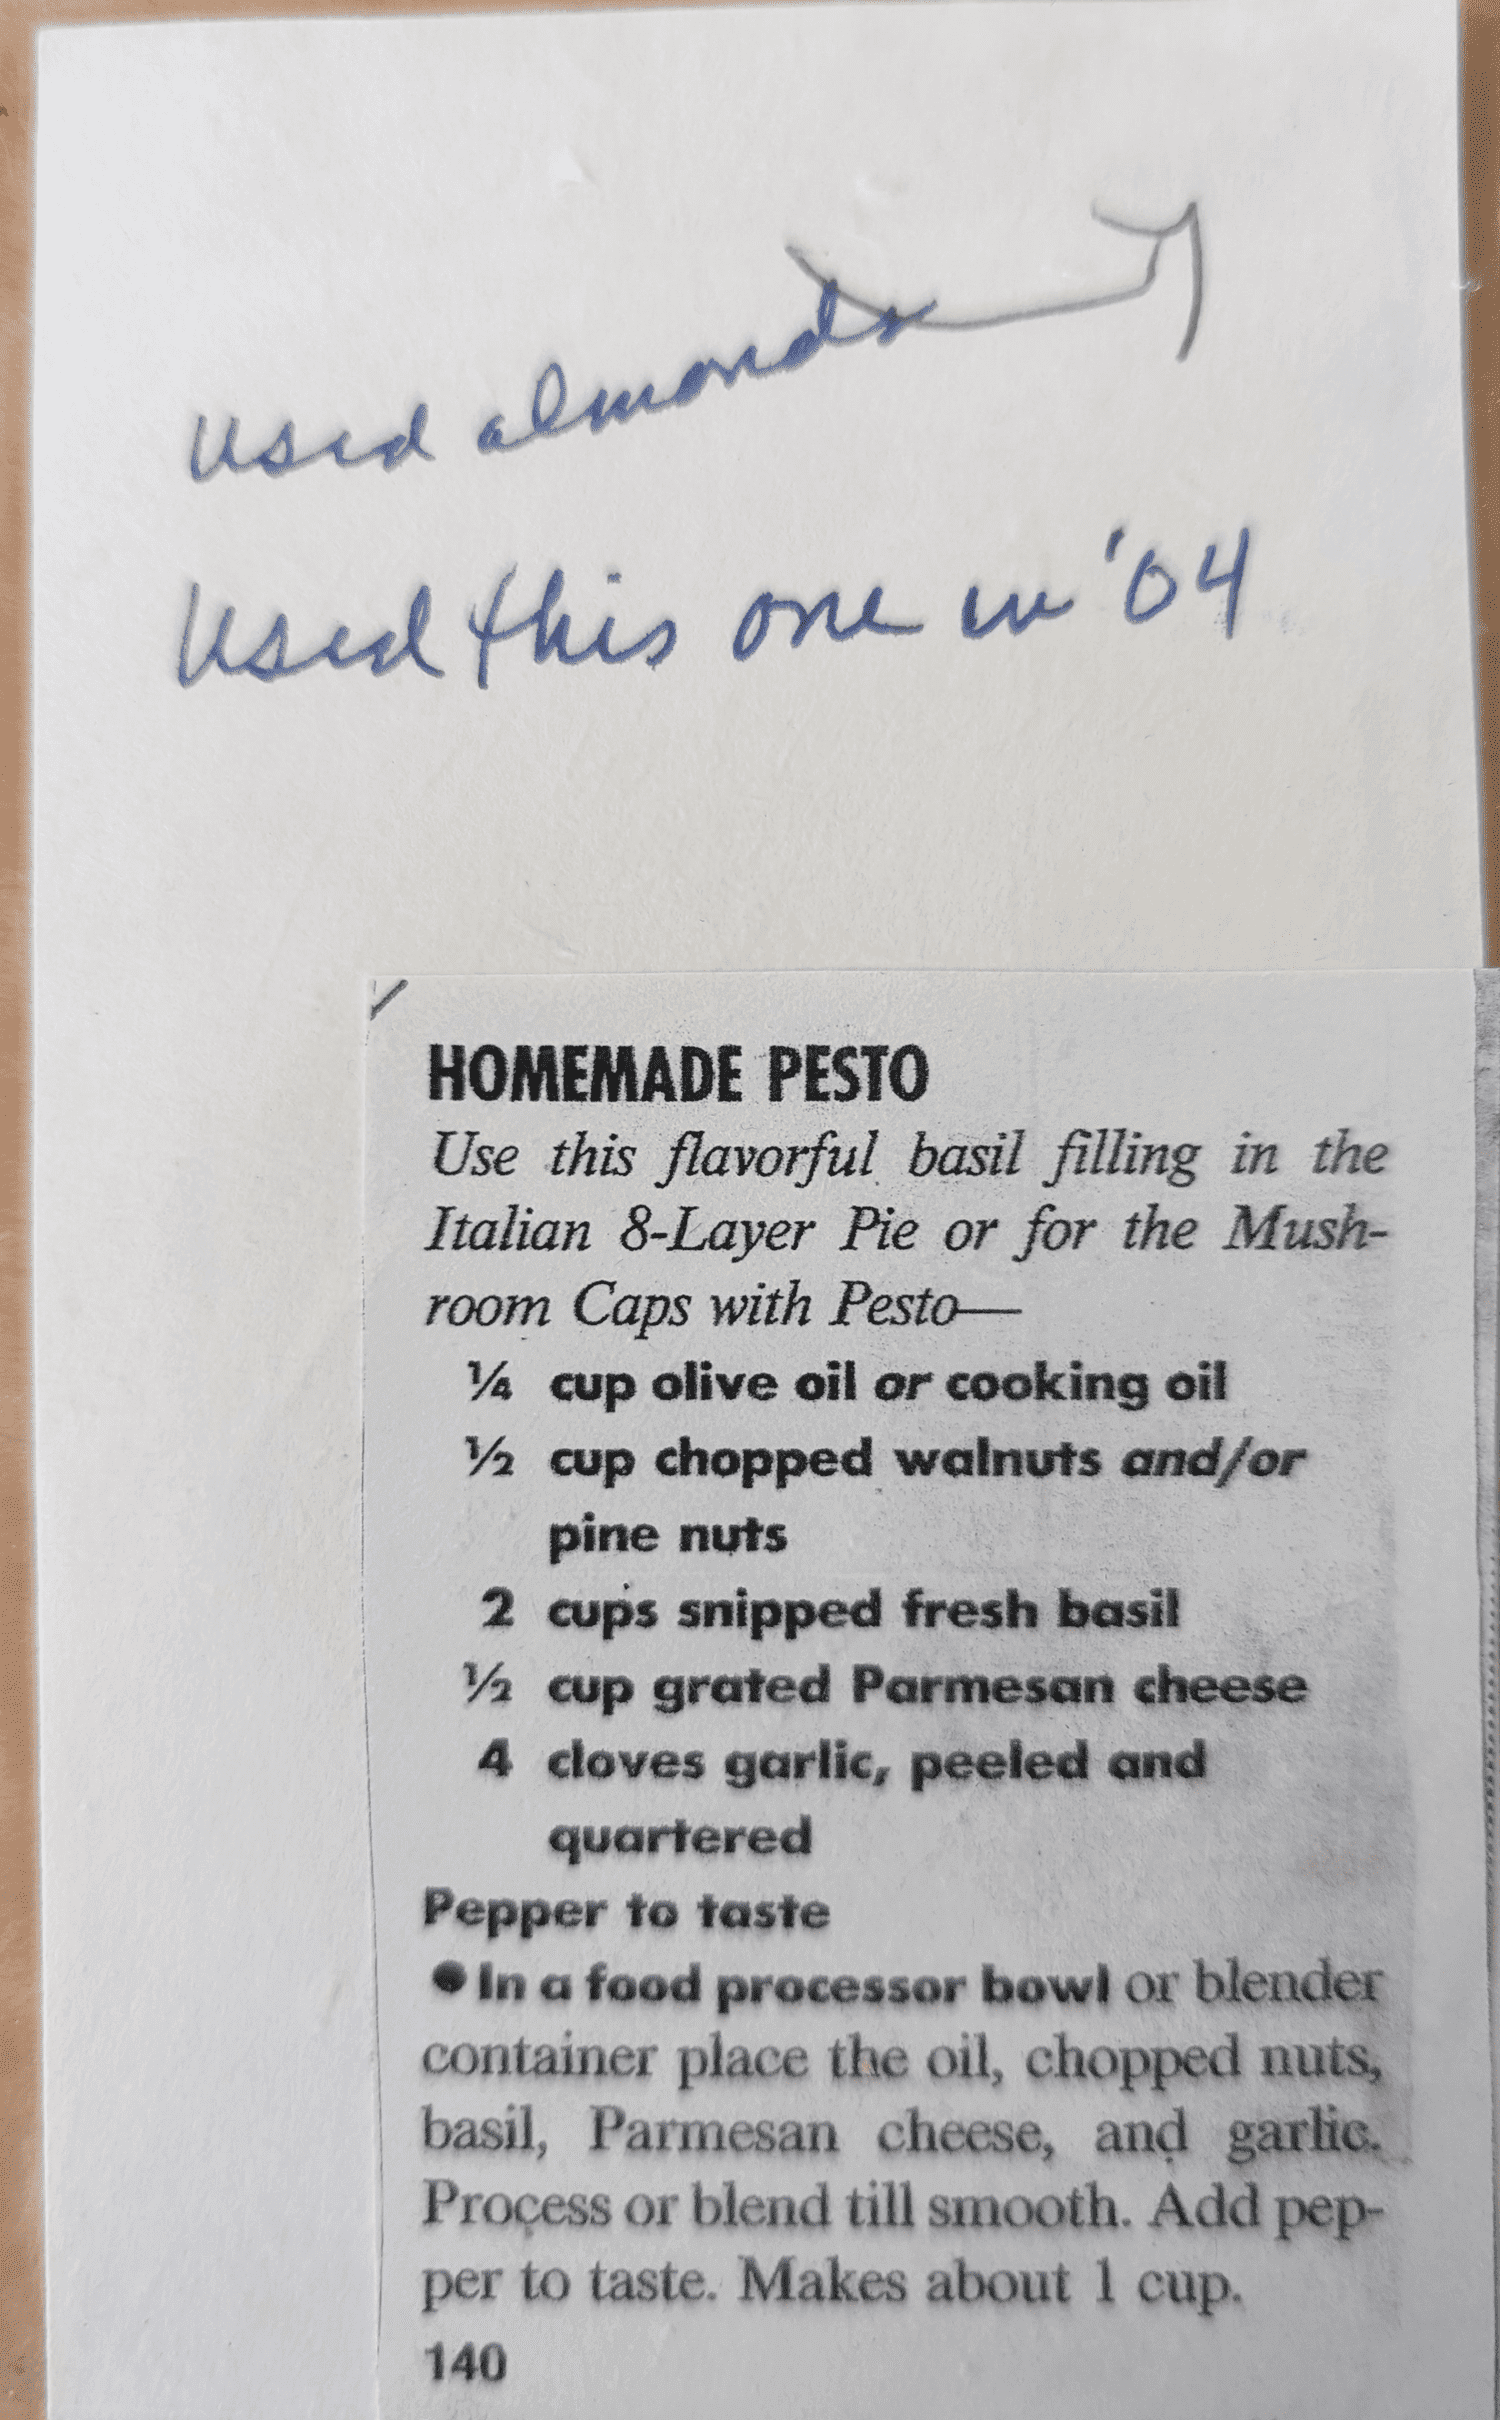 Used almonds
Used this one in '04
HOMEMADE PESTO
Use this flavorful basil filling in the
Italian 8-Layer Pie or for the Mush-
room Caps with Pesto—
¼ cup olive oil or cooking oil
½ cup chopped walnuts and/or
pine nuts
2 cups snipped fresh basil
½ cup grated Parmesan cheese
4 cloves garlic, peeled and
quartered
Pepper to taste
● In a food processor bowl or blender
container place the oil, chopped nuts,
basil, Parmesan cheese, and garlic.
Process or blend till smooth. Add pep-
per to taste. Makes about 1 cup.
140